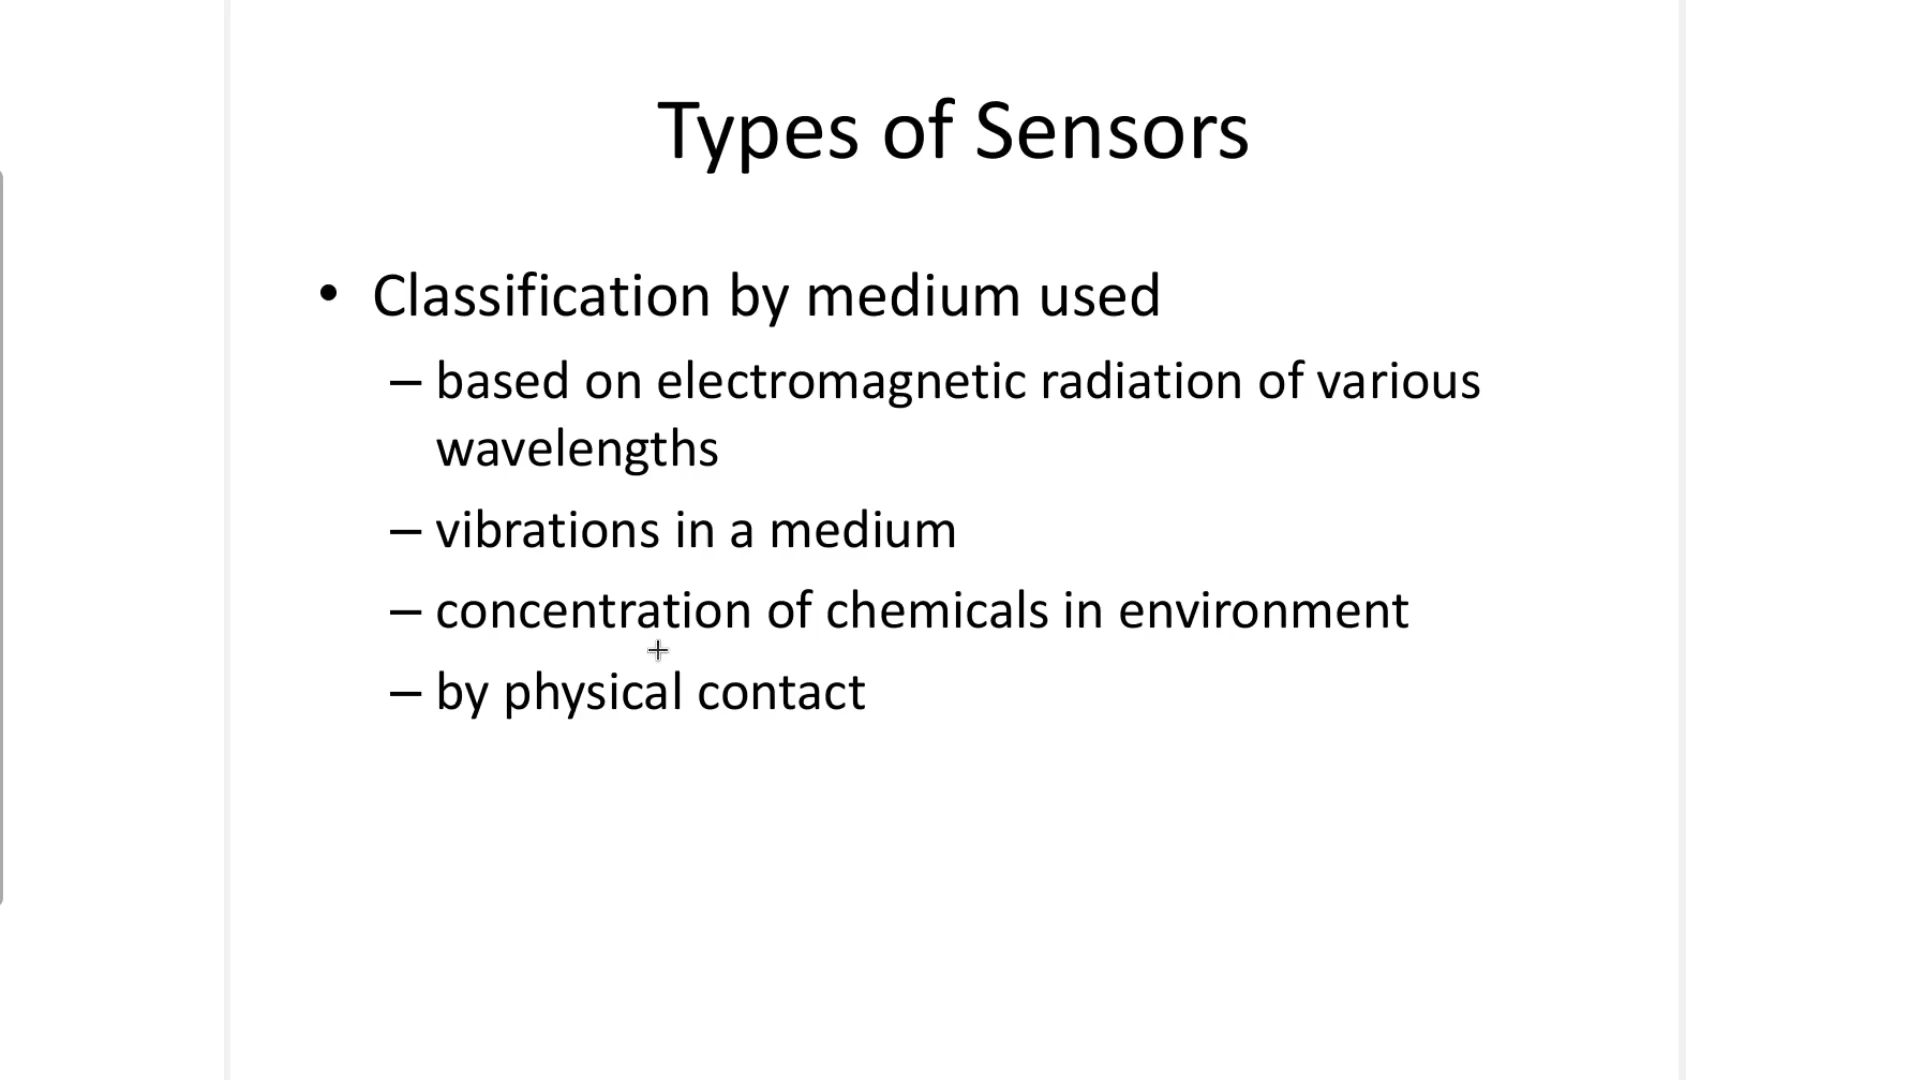 Types of Sensors
• Classification by medium used
– based on electromagnetic radiation of various
wavelengths
– vibrations in a medium
– concentration of chemicals in environment
– by physical contact